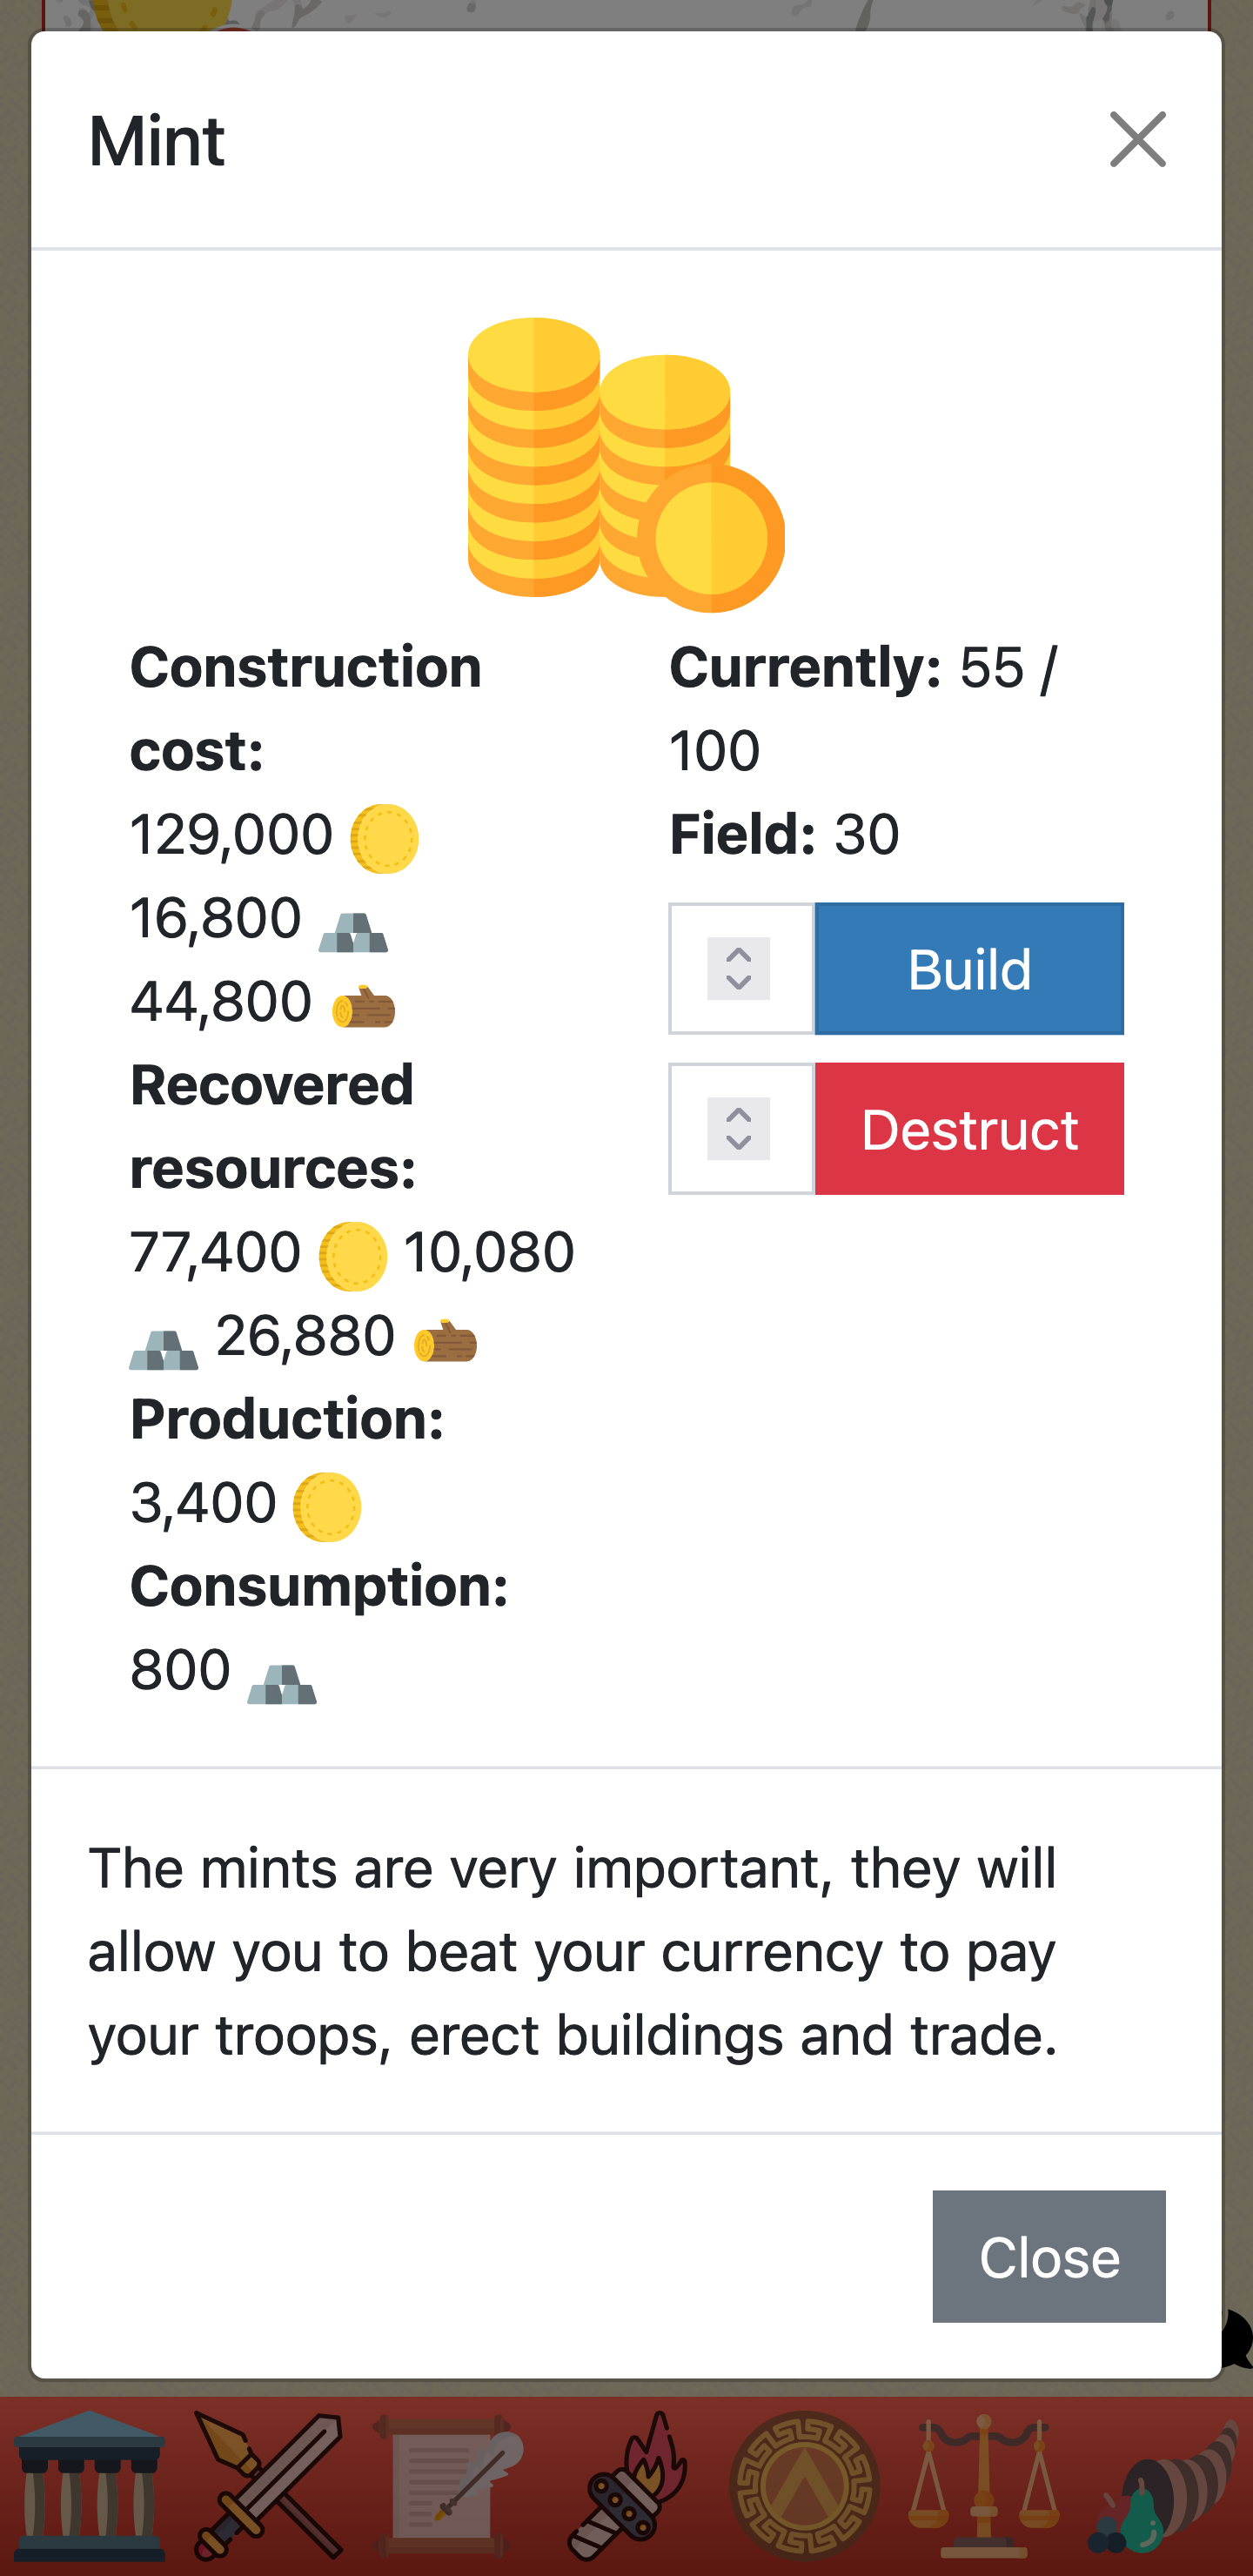 Mint
Construction
cost:
129,000
16,800
44,800
Recovered
resources:
77,400 10,080
26,880
Production:
3,400
Consumption:
800
Currently: 55 /
100
Field: 30
Build
Destruct
The mints are very important, they will
allow you to beat your currency to pay
your troops, erect buildings and trade.
Close